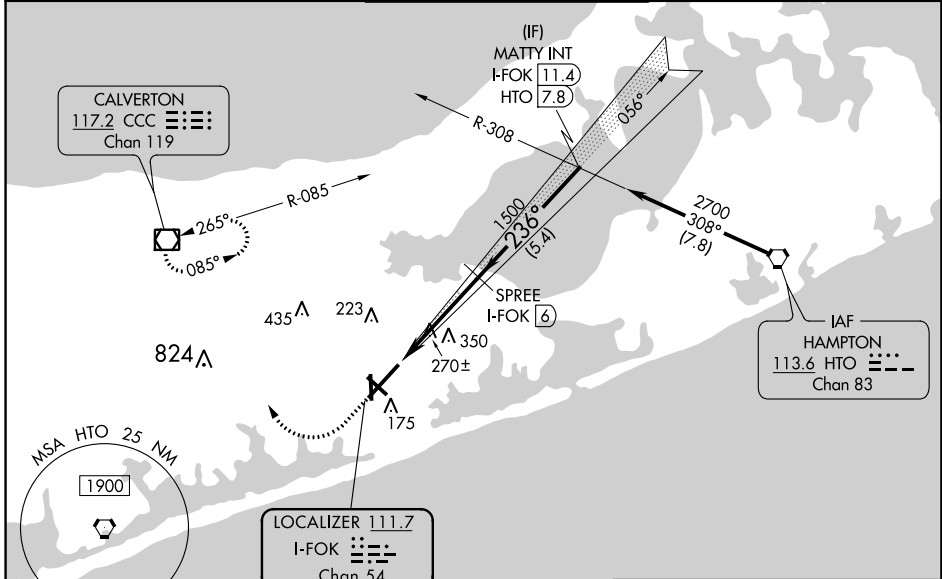 (IF)
MATTY INT
I-FOK 11.4
HTO 7.8
056°
R-308
CALVERTON
117.2 CCC
Chan 119
R-085
265°
085°
1500
236°
(5.4)
2700
308°
(7.8)
SPREE
I-FOK 6
435
223
350
270±
824
175
IAF
HAMPTON
113.6 HTO
Chan 83
MSA HTO 25 NM
1900
LOCALIZER 111.7
I-FOK
Chan 54